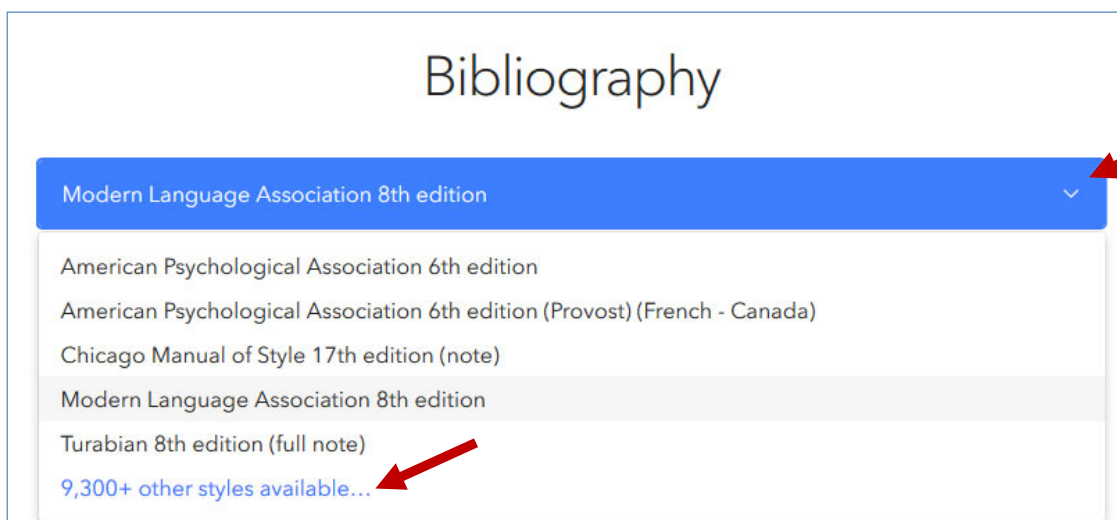 Bibliography
Modern Language Association 8th edition
American Psychological Association 6th edition
American Psychological Association 6th edition (Provost) (French - Canada)
Chicago Manual of Style 17th edition (note)
Modern Language Association 8th edition
Turabian 8th edition (full note)
9,300+ other styles available...